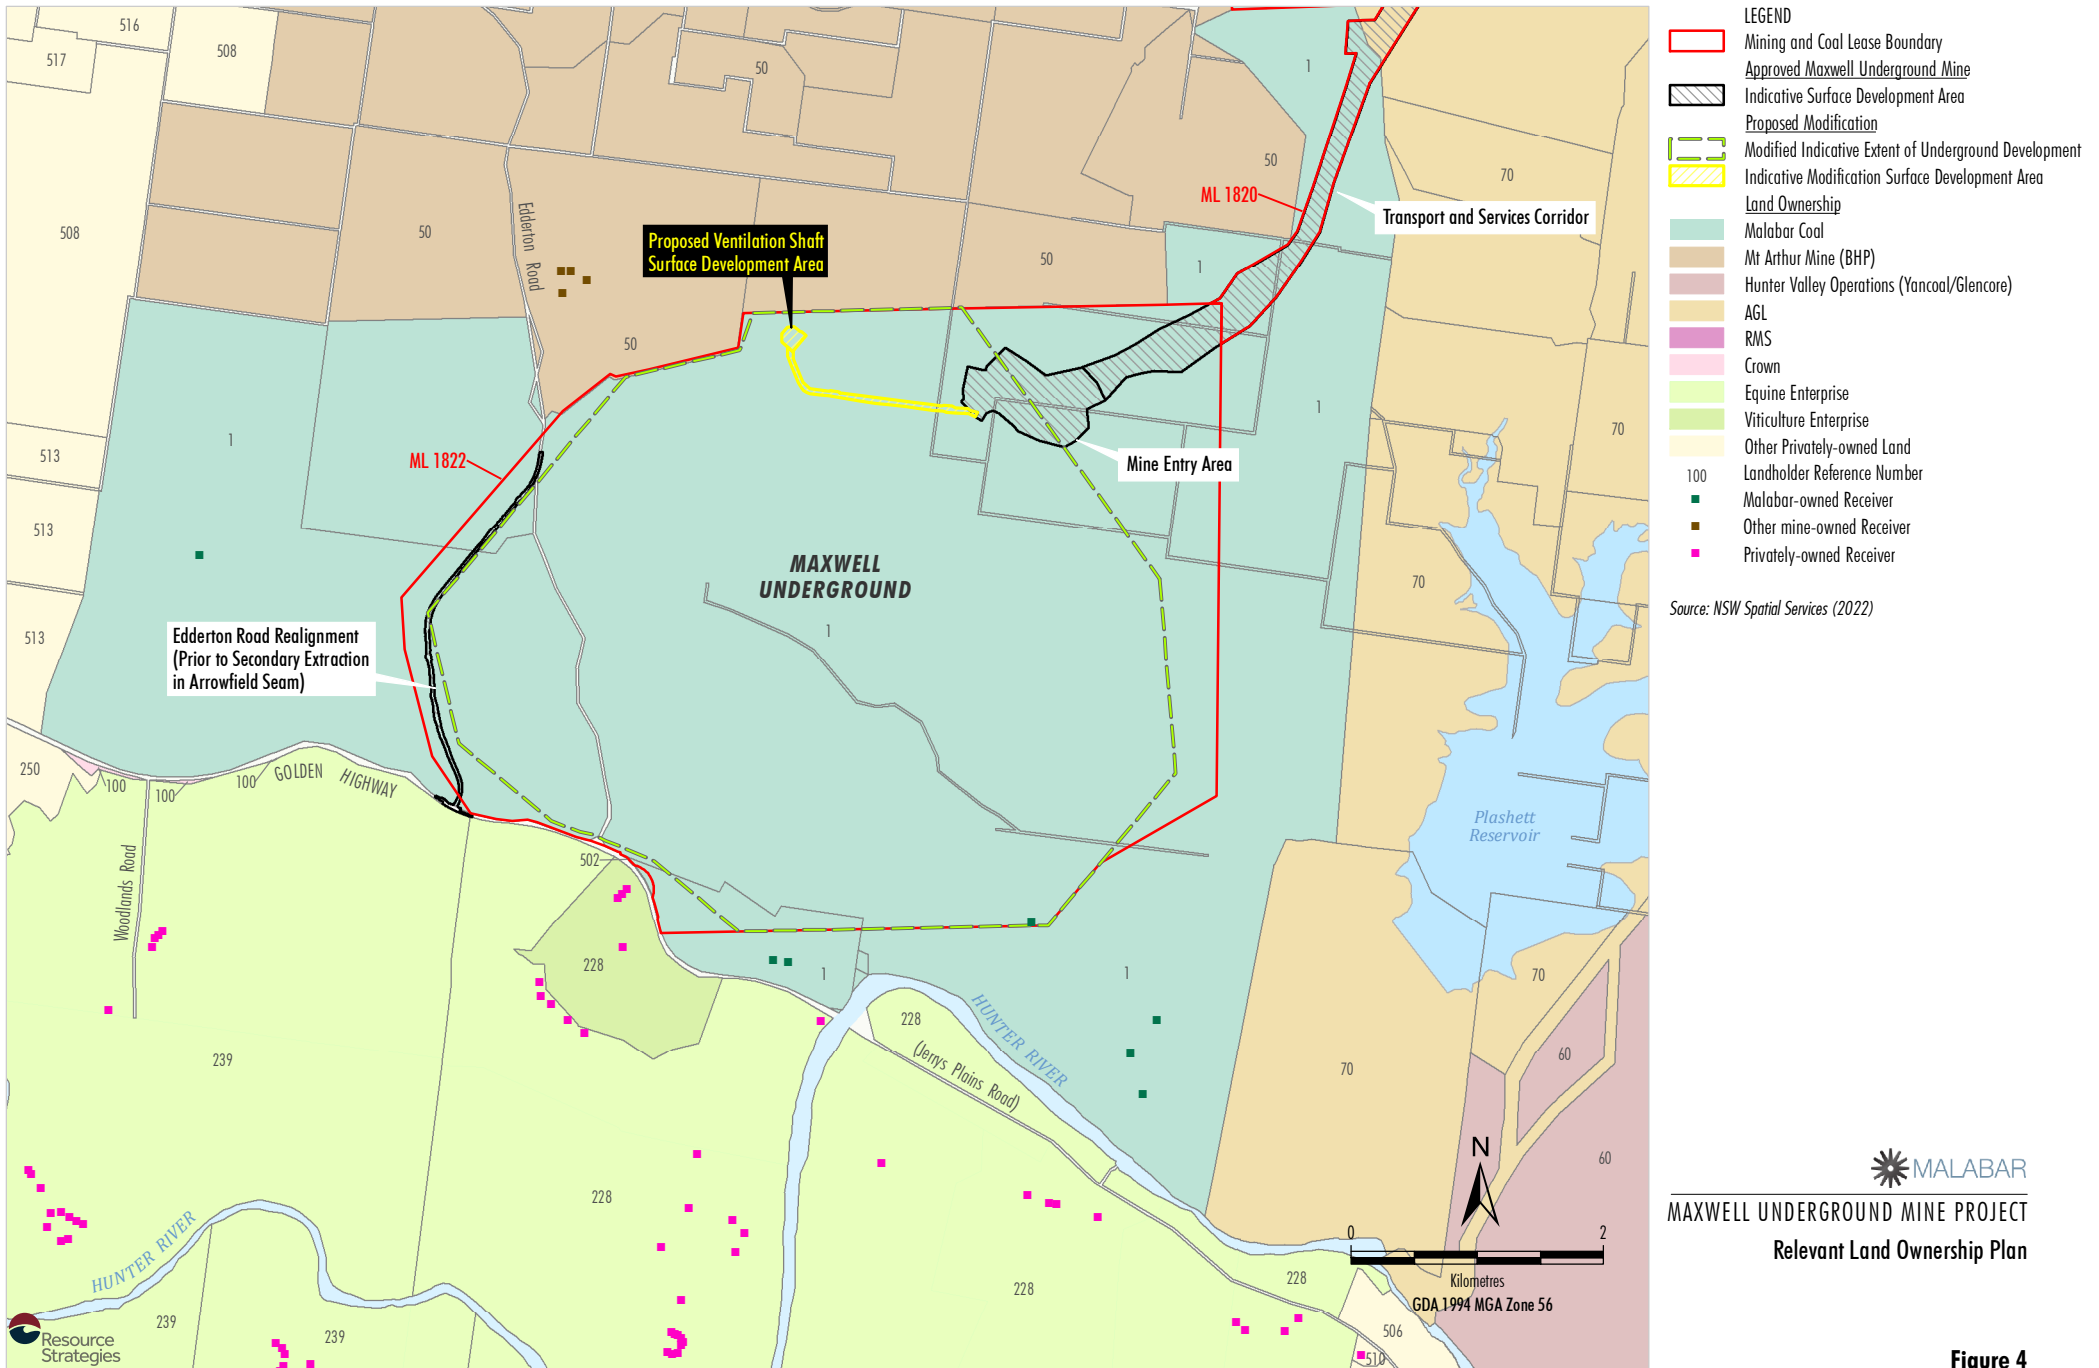 516
517
508
50
1
50
70
508
50
Edderton Road
ML 1820
Transport and Services Corridor
Proposed Ventilation Shaft
Surface Development Area
50
1
50
1
513
ML 1822
Mine Entry Area
1
70
513
MAXWELL
UNDERGROUND
1
70
513
Edderton Road Realignment
(Prior to Secondary Extraction
in Arrowfield Seam)
250
100
100
100
GOLDEN HIGHWAY
Plashett
Reservoir
502
Woodlands Road
228
1
1
70
HUNTER RIVER
228
(Jerrys Plains Road)
239
70
60
60
228
HUNTER RIVER
228
228
239
239
506
510
Resource
Strategies
N
0
2
Kilometres
GDA 1994 MGA Zone 56
LEGEND
Mining and Coal Lease Boundary
Approved Maxwell Underground Mine
Indicative Surface Development Area
Proposed Modification
Modified Indicative Extent of Underground Development
Indicative Modification Surface Development Area
Land Ownership
Malabar Coal
Mt Arthur Mine (BHP)
Hunter Valley Operations (Yancoal/Glencore)
AGL
RMS
Crown
Equine Enterprise
Viticulture Enterprise
Other Privately-owned Land
100 Landholder Reference Number
Malabar-owned Receiver
Other mine-owned Receiver
Privately-owned Receiver
Source: NSW Spatial Services (2022)
MALABAR
MAXWELL UNDERGROUND MINE PROJECT
Relevant Land Ownership Plan
Figure 4